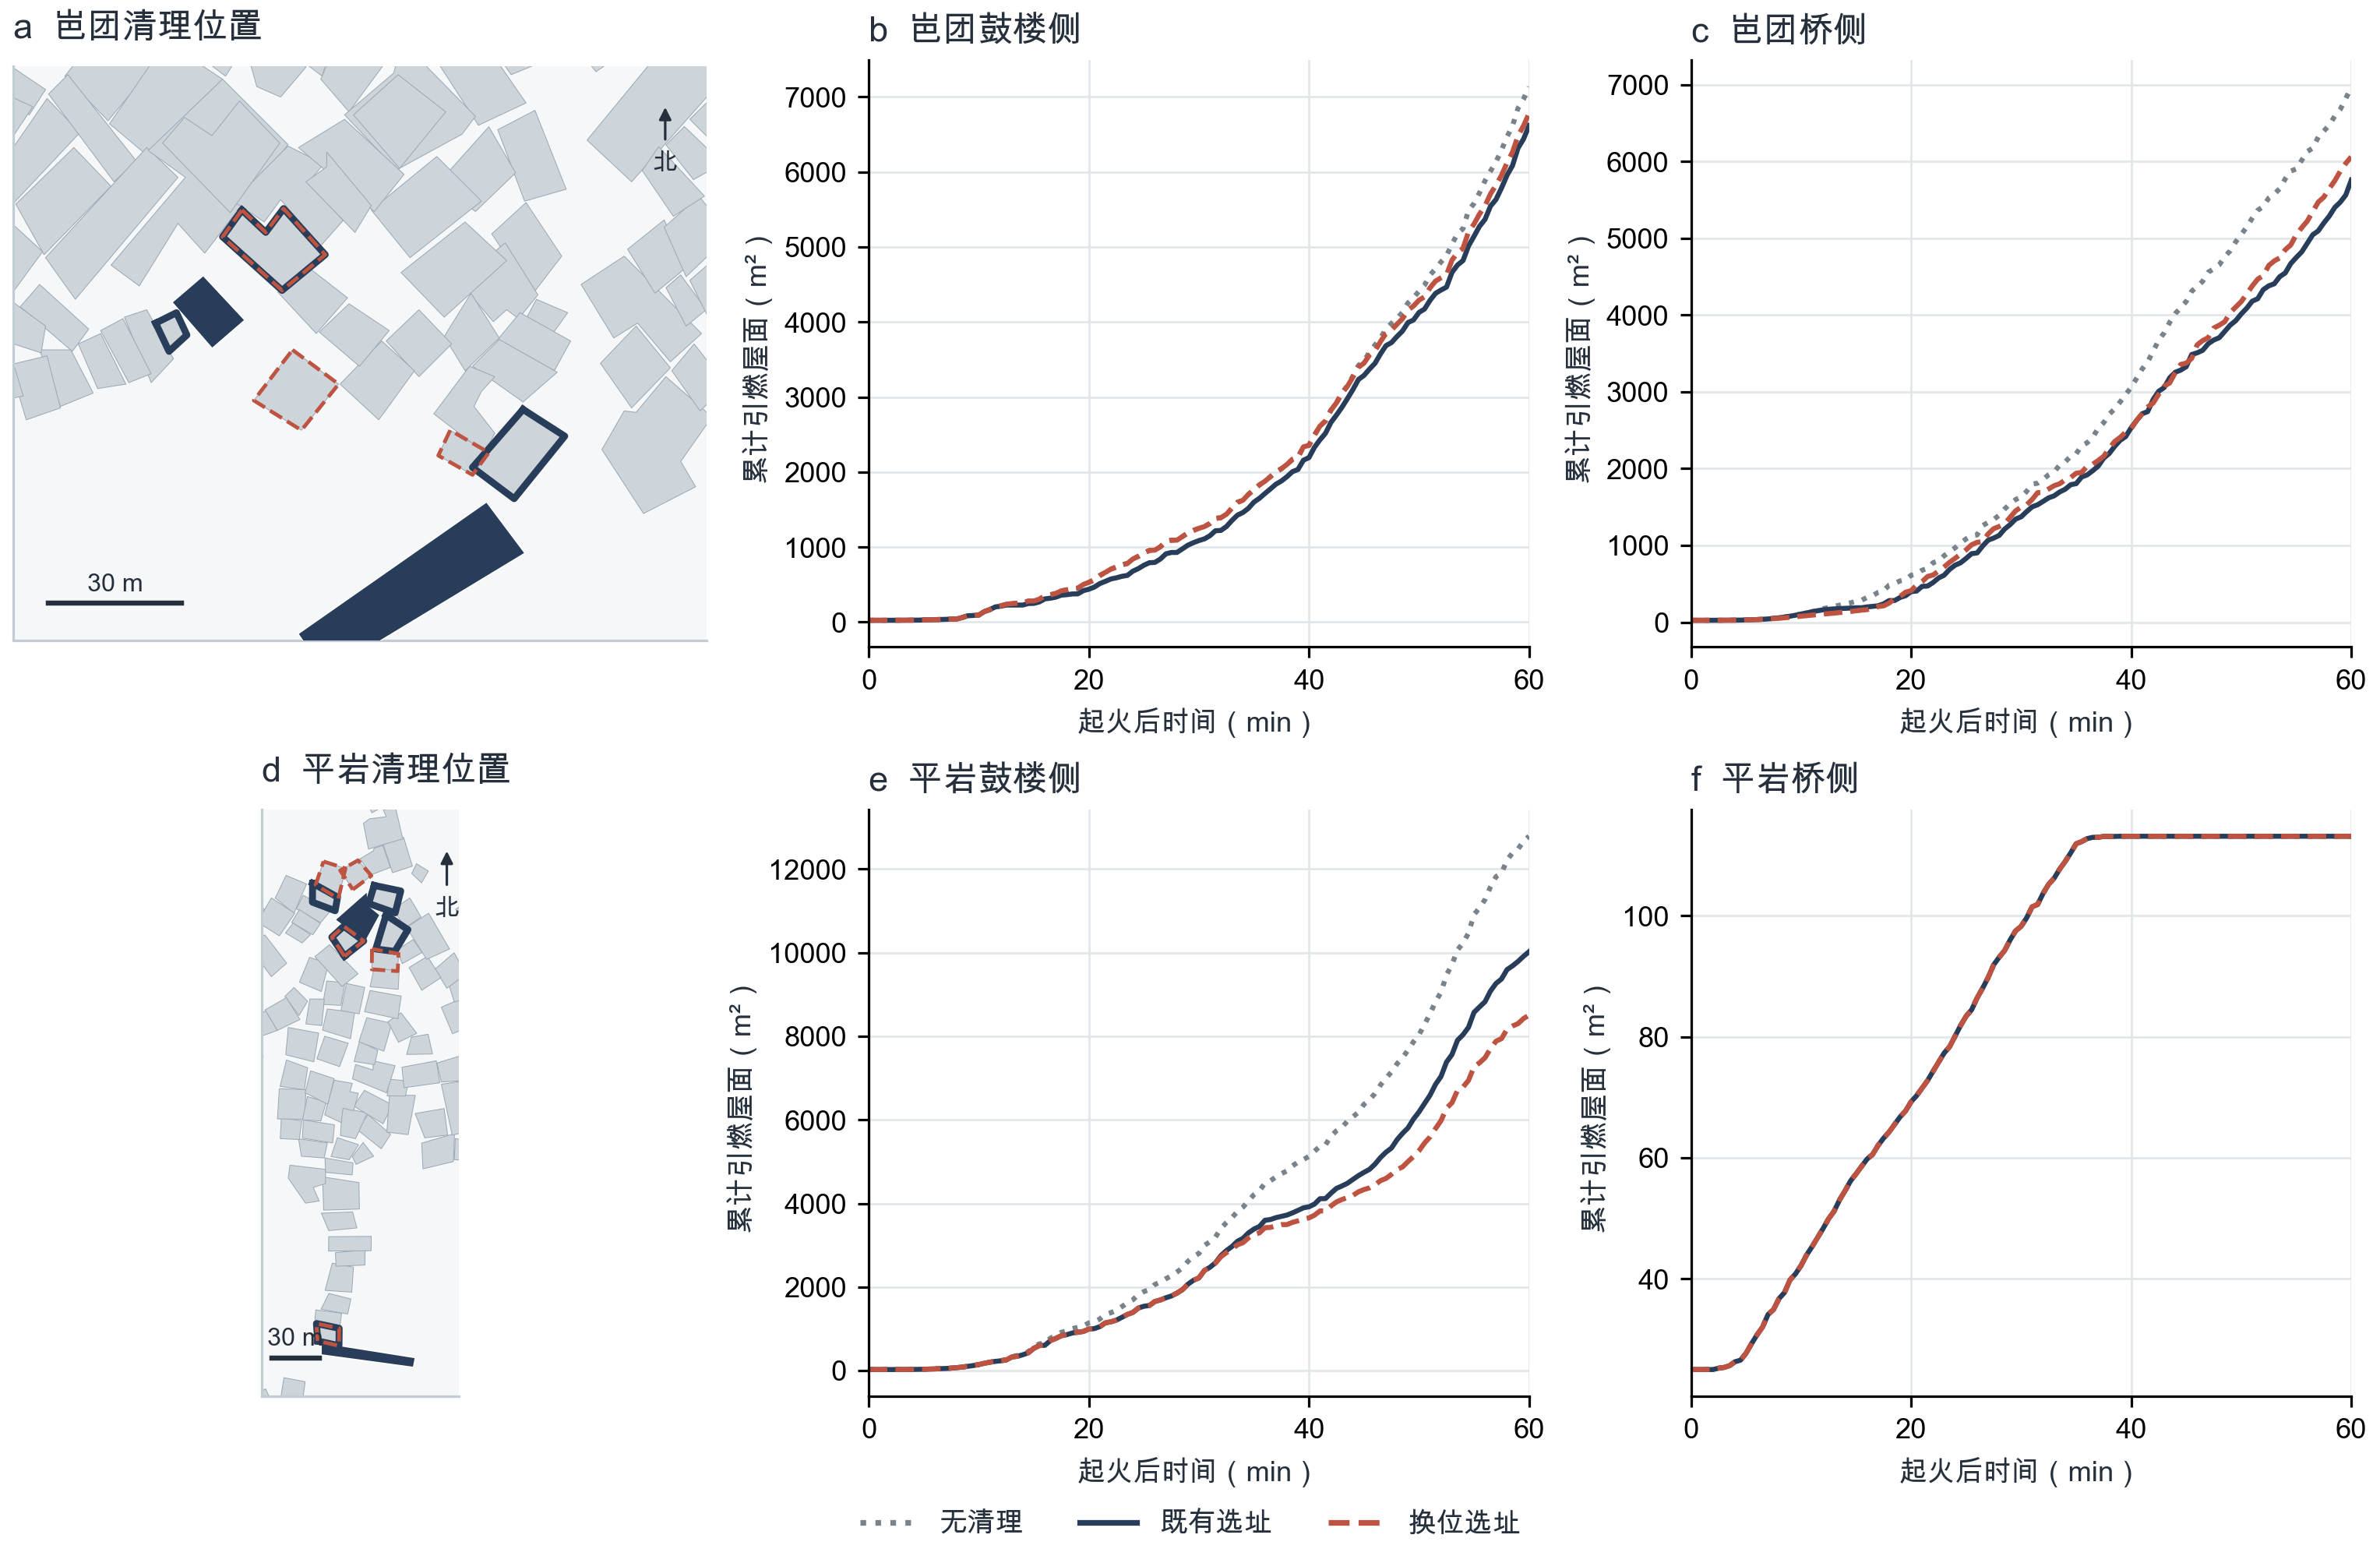 a 岜团清理位置
北
30 m
b 岜团鼓楼侧
累计引燃屋面（m²）
7000
6000
5000
4000
3000
2000
1000
0
0 20 40 60
起火后时间（min）
c 岜团桥侧
累计引燃屋面（m²）
7000
6000
5000
4000
3000
2000
1000
0
0 20 40 60
起火后时间（min）
d 平岩清理位置
北
30 m
e 平岩鼓楼侧
累计引燃屋面（m²）
12000
10000
8000
6000
4000
2000
0
0 20 40 60
起火后时间（min）
f 平岩桥侧
累计引燃屋面（m²）
100
80
60
40
0 20 40 60
起火后时间（min）
无清理 既有选址 换位选址